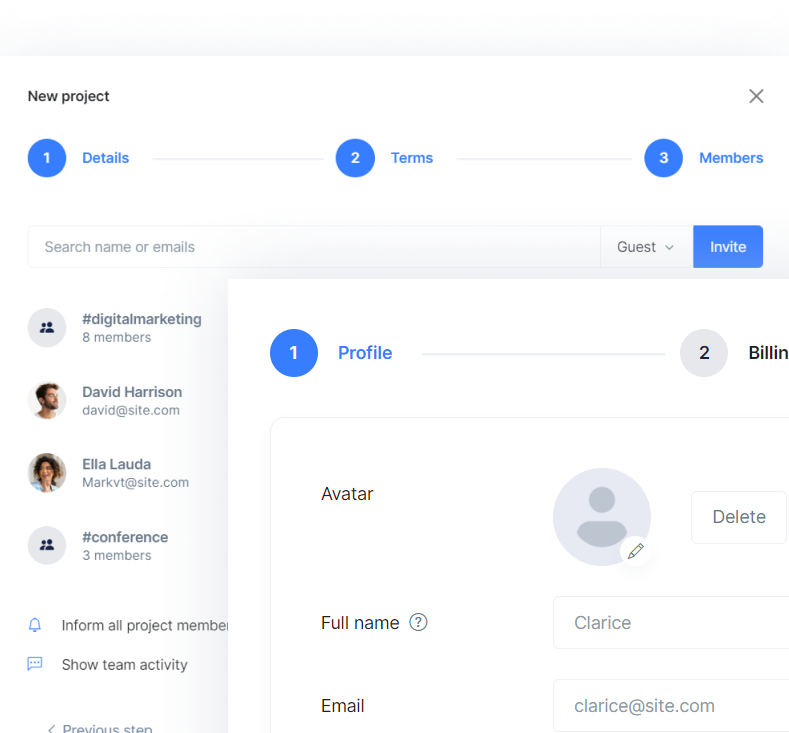 New project
1 Details 2 Terms 3 Members
Search name or emails Guest Invite
#digitalmarketing
8 members
David Harrison
david@site.com
Ella Lauda
Markvt@site.com
#conference
3 members
Inform all project member
Show team activity
Previous step
1 Profile 2 Billin
Avatar
Delete
Full name ? Clarice
Email clarice@site.com